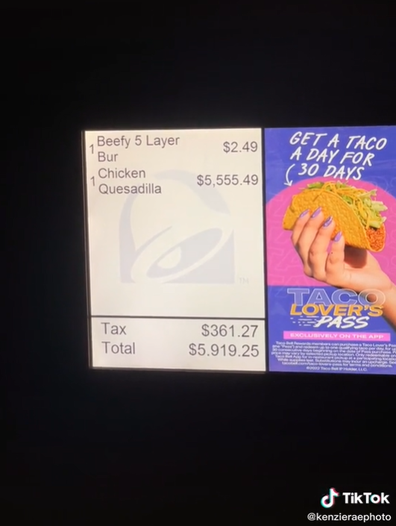 1 Beefy 5 Layer Bur $2.49
1 Chicken Quesadilla $5,555.49
Tax $361.27
Total $5.919.25
GET A TACO
A DAY FOR
30 DAYS
TACO
LOVER'S
PASS
EXCLUSIVELY ON THE APP
TikTok
@kenzieraephoto